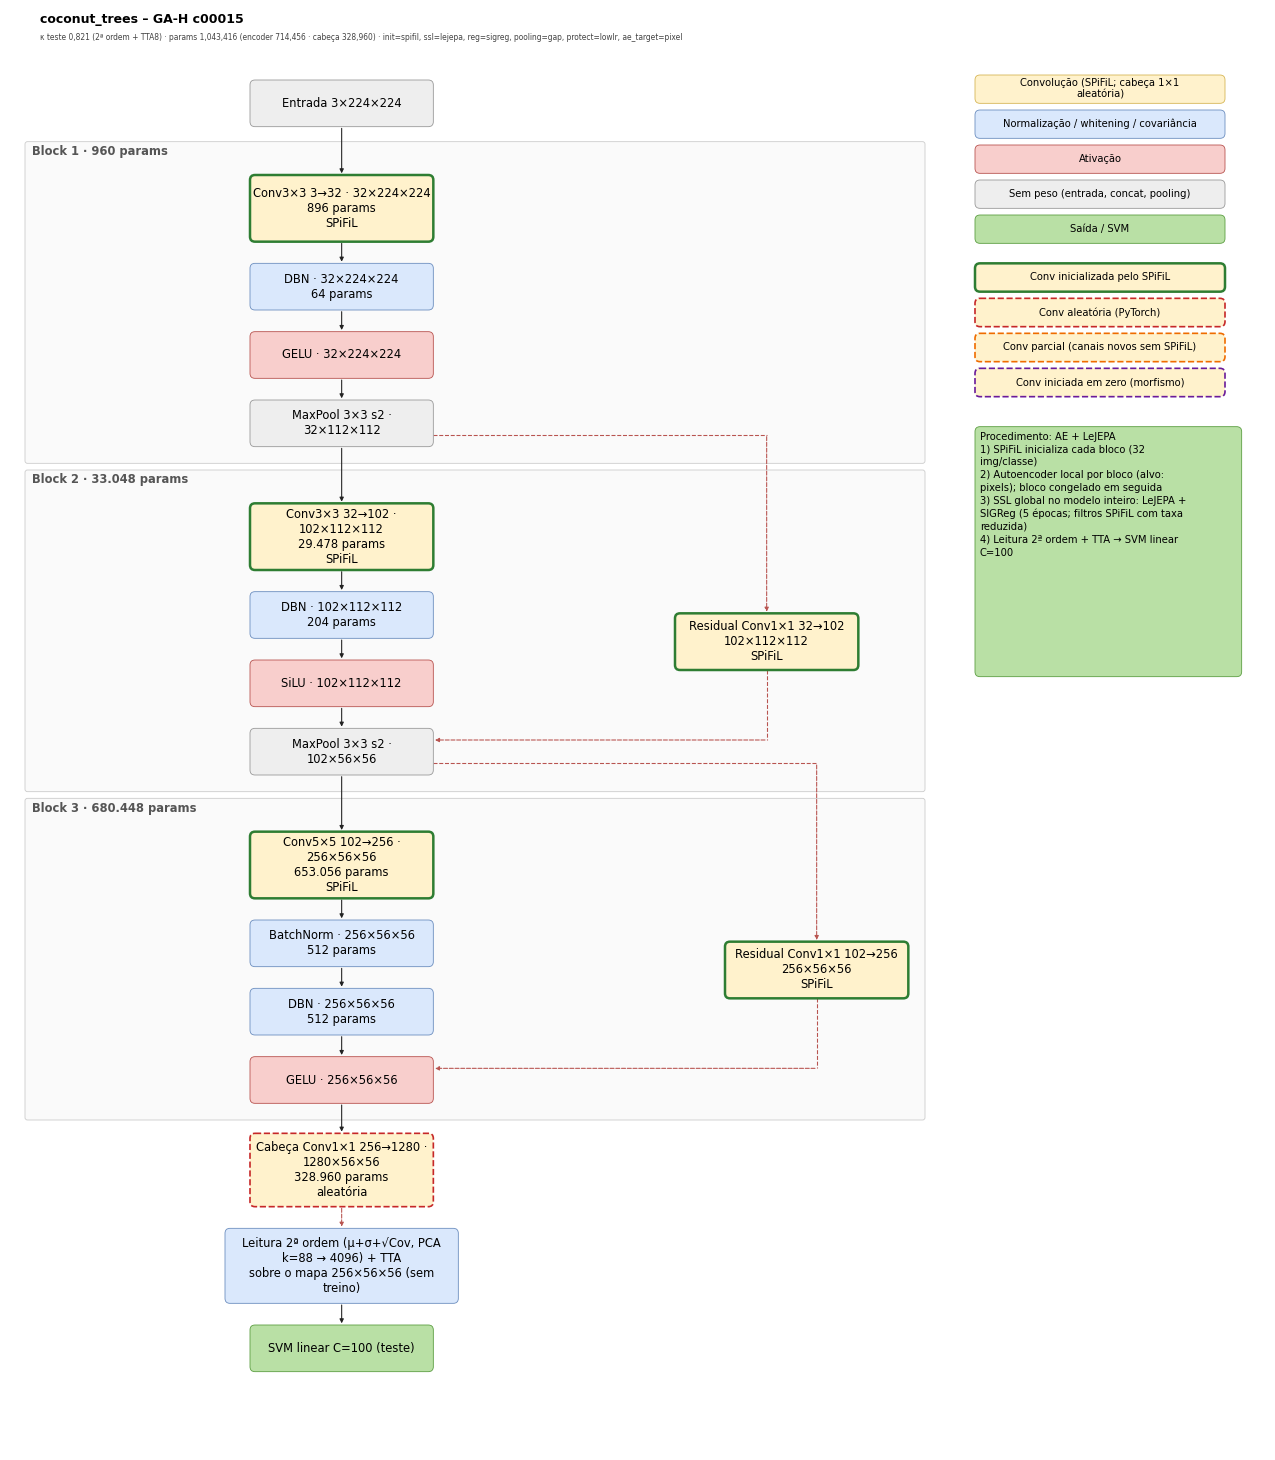 coconut_trees – GA-H c00015
κ teste 0,821 (2ª ordem + TTA8) · params 1,043,416 (encoder 714,456 · cabeça 328,960) · init=spifil, ssl=lejepa, reg=sigreg, pooling=gap, protect=lowlr, ae_target=pixel
Entrada 3×224×224
Block 1 · 960 params
Conv3×3 3→32 · 32×224×224
896 params
SPiFiL
DBN · 32×224×224
64 params
GELU · 32×224×224
MaxPool 3×3 s2 ·
32×112×112
Block 2 · 33.048 params
Conv3×3 32→102 ·
102×112×112
29.478 params
SPiFiL
DBN · 102×112×112
204 params
SiLU · 102×112×112
MaxPool 3×3 s2 ·
102×56×56
Residual Conv1×1 32→102
102×112×112
SPiFiL
Block 3 · 680.448 params
Conv5×5 102→256 ·
256×56×56
653.056 params
SPiFiL
BatchNorm · 256×56×56
512 params
DBN · 256×56×56
512 params
GELU · 256×56×56
Residual Conv1×1 102→256
256×56×56
SPiFiL
Cabeça Conv1×1 256→1280 ·
1280×56×56
328.960 params
aleatória
Leitura 2ª ordem (μ+σ+√Cov, PCA
k=88 → 4096) + TTA
sobre o mapa 256×56×56 (sem
treino)
SVM linear C=100 (teste)
Convolução (SPiFiL; cabeça 1×1
aleatória)
Normalização / whitening / covariância
Ativação
Sem peso (entrada, concat, pooling)
Saída / SVM
Conv inicializada pelo SPiFiL
Conv aleatória (PyTorch)
Conv parcial (canais novos sem SPiFiL)
Conv iniciada em zero (morfismo)
Procedimento: AE + LeJEPA
1) SPiFiL inicializa cada bloco (32
img/classe)
2) Autoencoder local por bloco (alvo:
pixels); bloco congelado em seguida
3) SSL global no modelo inteiro: LeJEPA +
SIGReg (5 épocas; filtros SPiFiL com taxa
reduzida)
4) Leitura 2ª ordem + TTA → SVM linear
C=100